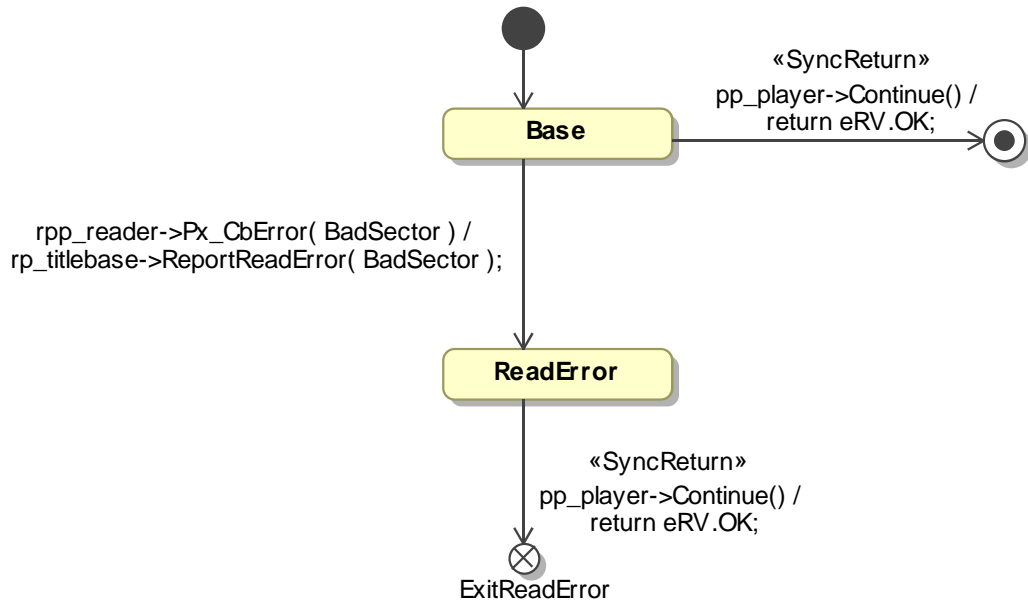 «SyncReturn»
pp_player->Continue() /
return eRV.OK;
Base
rpp_reader->Px_CbError( BadSector ) /
rp_titlebase->ReportReadError( BadSector );
ReadError
«SyncReturn»
pp_player->Continue() /
return eRV.OK;
ExitReadError